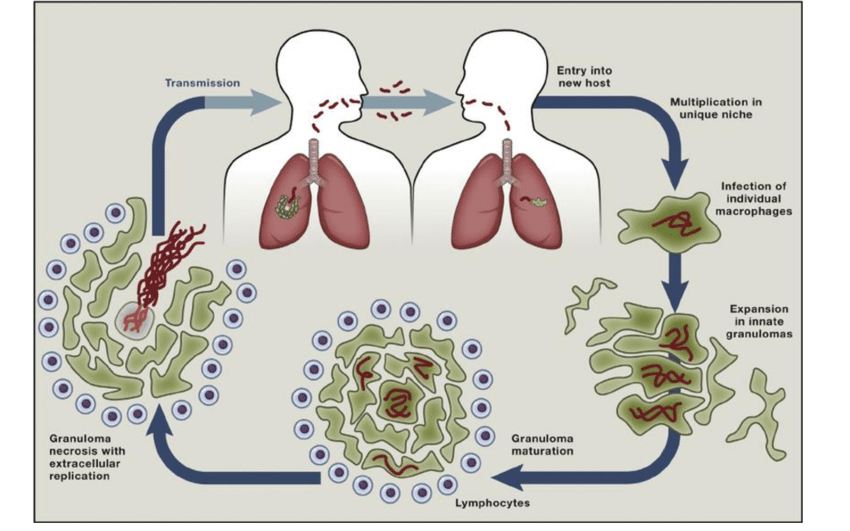 Transmission
Entry into
new host
Multiplication in
unique niche
Infection of
individual
macrophages
Expansion
in innate
granulomas
Granuloma
maturation
Lymphocytes
Granuloma
necrosis with
extracellular
replication